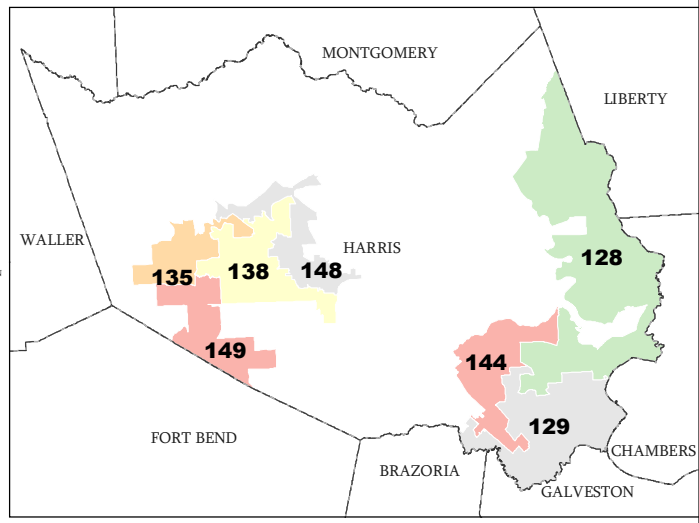 MONTGOMERY
LIBERTY
WALLER
HARRIS
128
135
138
148
149
144
129
FORT BEND
CHAMBERS
BRAZORIA
GALVESTON